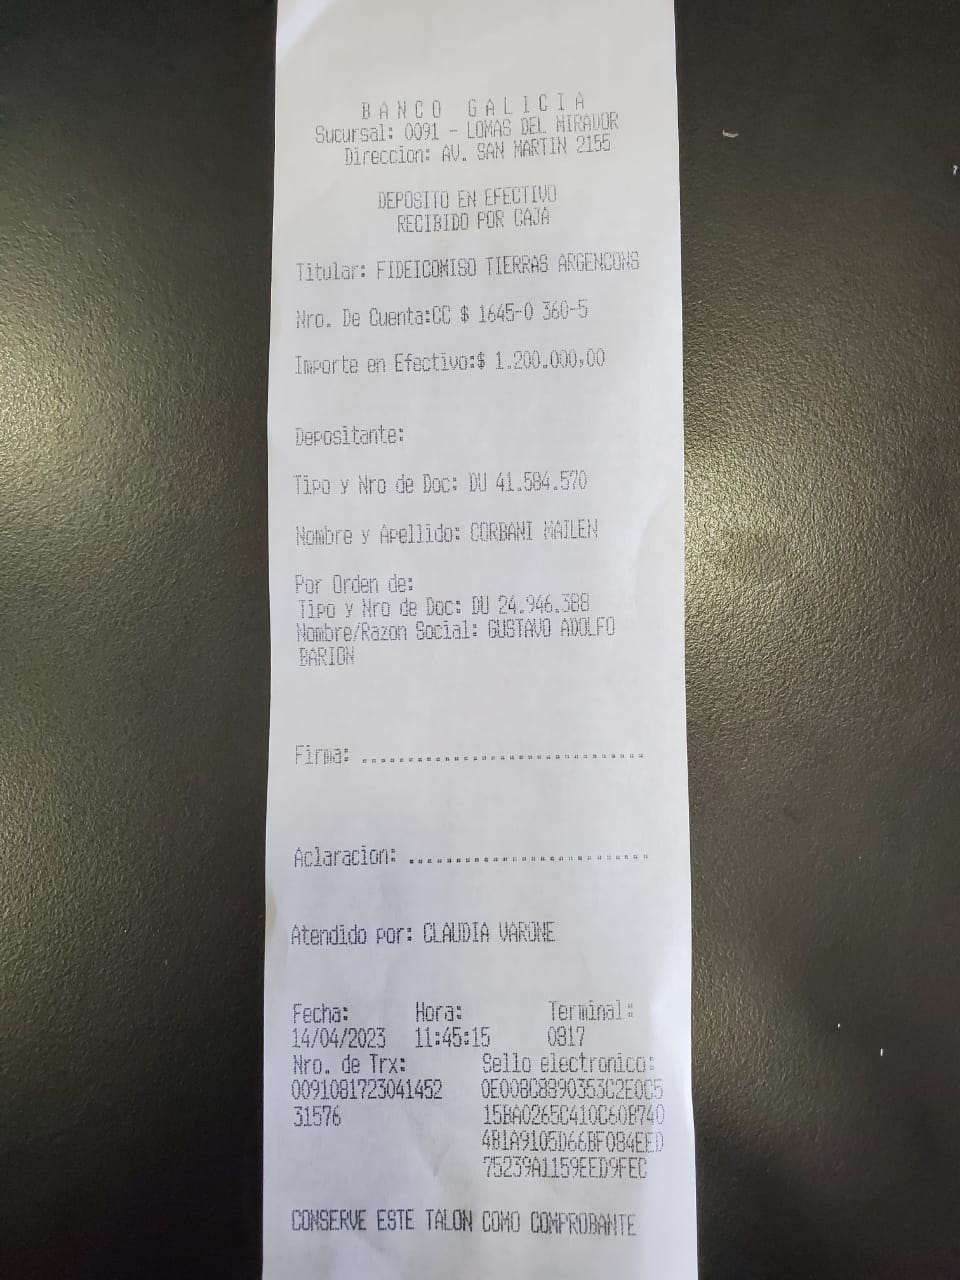 BANCO GALICIA
Sucursal: 0091 - LOMAS DEL MIRADOR
Direccion: AV. SAN MARTIN 2155
DEPOSITO EN EFECTIVO
RECIBIDO POR CAJA
Titular: FIDEICOMISO TIERRAS ARGENCONS
Nro. De Cuenta:CC $ 1645-0 360-5
Importe en Efectivo:$ 1.200.000,00
Depositante:
Tipo y Nro de Doc: DU 41.584.570
Nombre y Apellido: CORBANI MAILEN
Por Orden de:
Tipo y Nro de Doc: DU 24.946.388
Nombre/Razon Social: GUSTAVO ADOLFO
BARION
Firma: ..............................
Aclaracion: ..........................
Atendido por: CLAUDIA VARONE
Fecha: Hora: Terminal:
14/04/2023 11:45:15 0817
Nro. de Trx: Sello electronico:
0091081723041452 0E008C8890353C2E0C5
31576 15BA0265C410C60B740
4B1A9105D66BF084EED
75239A1159EED9FEC
CONSERVE ESTE TALON COMO COMPROBANTE